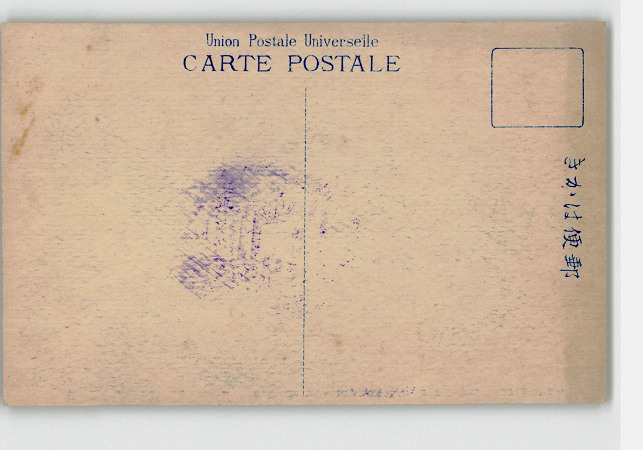 Union Postale Universelle
CARTE POSTALE
郵便はかき